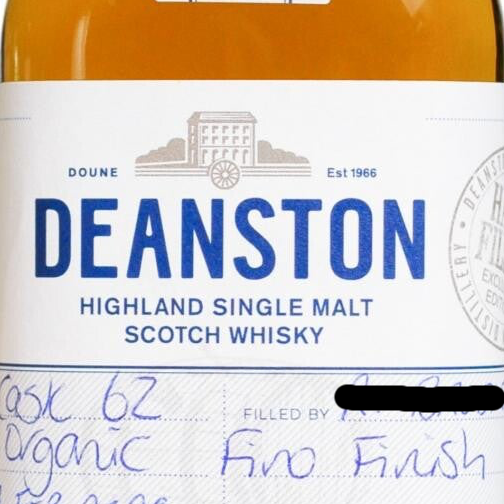 DOUNE Est 1966
DEANSTON
HIGHLAND SINGLE MALT
SCOTCH WHISKY
Cask 62 FILLED BY
Organic Fino Finish